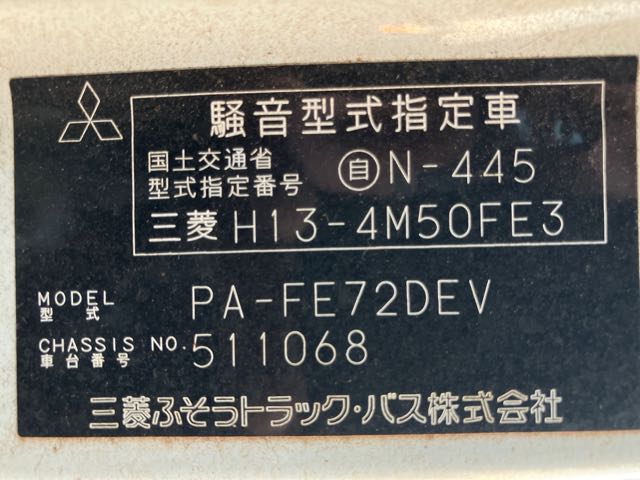 騒音型式指定車
国土交通省
型式指定番号 自N-445
三菱 H13-4M50FE3
MODEL
型式 PA-FE72DEV
CHASSIS NO.
車台番号 511068
三菱ふそうトラック・バス株式会社